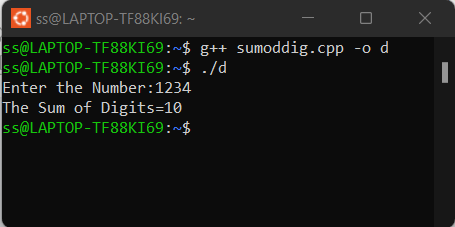 ss@LAPTOP-TF88KI69: ~
ss@LAPTOP-TF88KI69:~$ g++ sumoddig.cpp -o d
ss@LAPTOP-TF88KI69:~$ ./d
Enter the Number:1234
The Sum of Digits=10
ss@LAPTOP-TF88KI69:~$